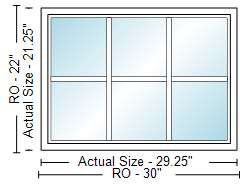 RO - 22"
Actual Size - 21.25"
Actual Size - 29.25"
RO - 30"